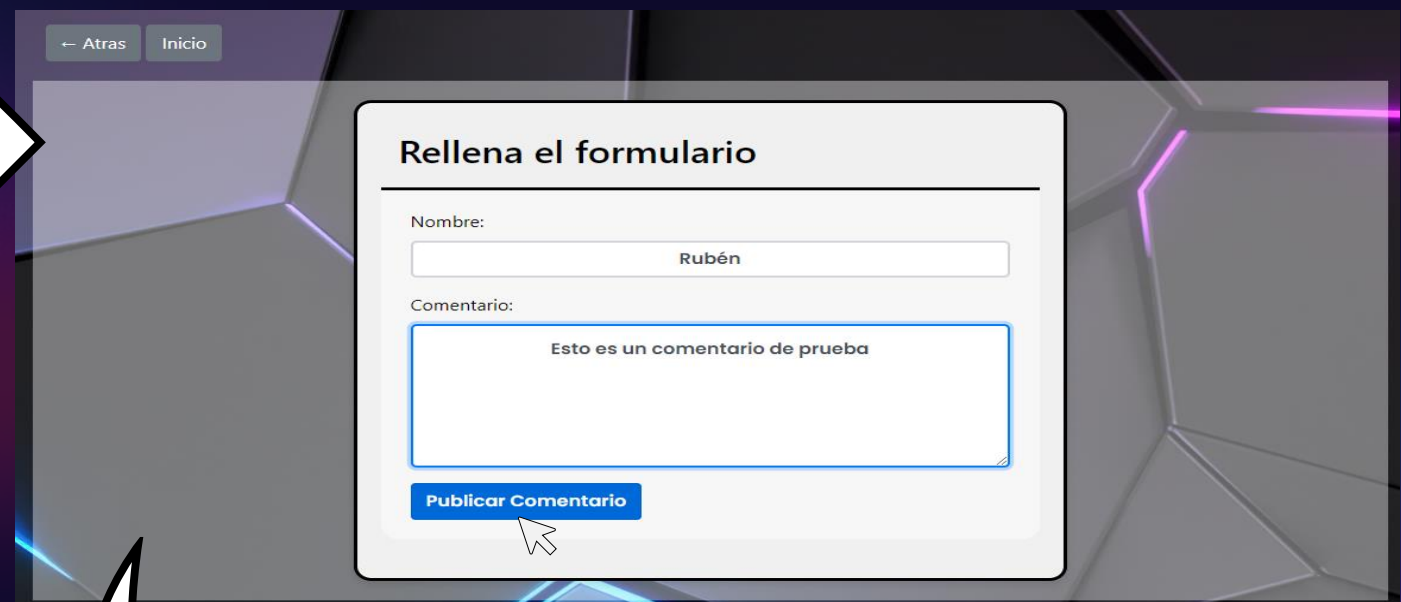 ← Atras Inicio
Rellena el formulario
Nombre:
Rubén
Comentario:
Esto es un comentario de prueba
Publicar Comentario